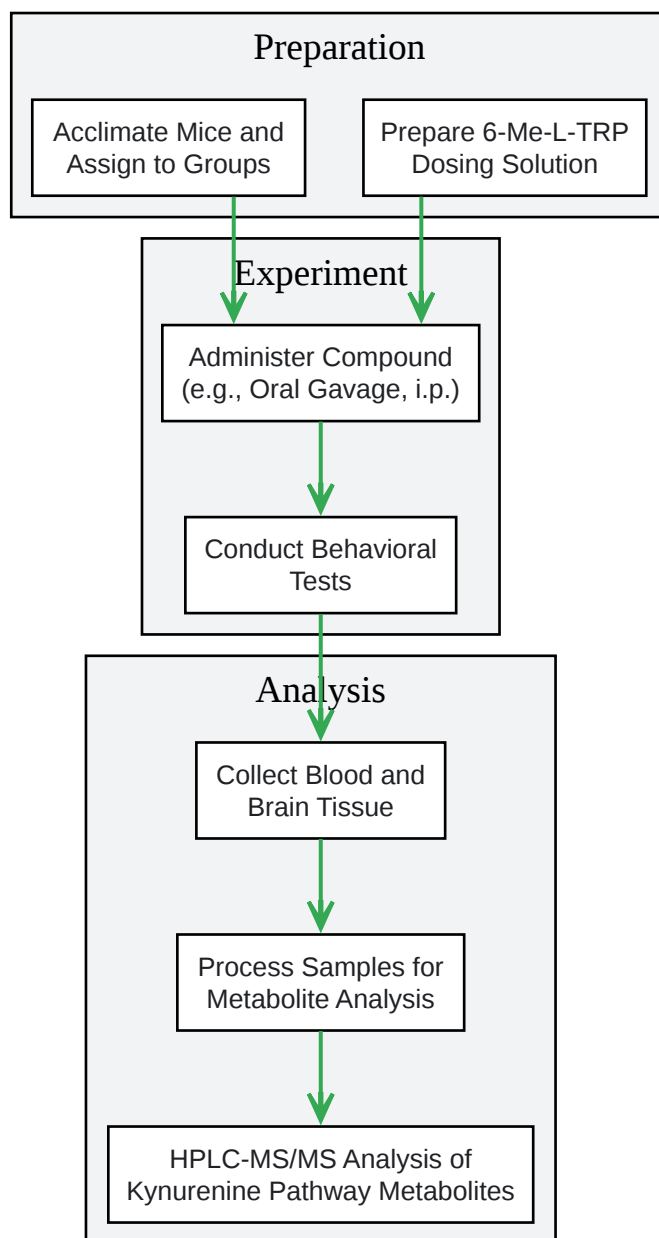 Preparation
Acclimate Mice and
Assign to Groups
Prepare 6-Me-L-TRP
Dosing Solution
Experiment
Administer Compound
(e.g., Oral Gavage, i.p.)
Conduct Behavioral
Tests
Analysis
Collect Blood and
Brain Tissue
Process Samples for
Metabolite Analysis
HPLC-MS/MS Analysis of
Kynurenine Pathway Metabolites